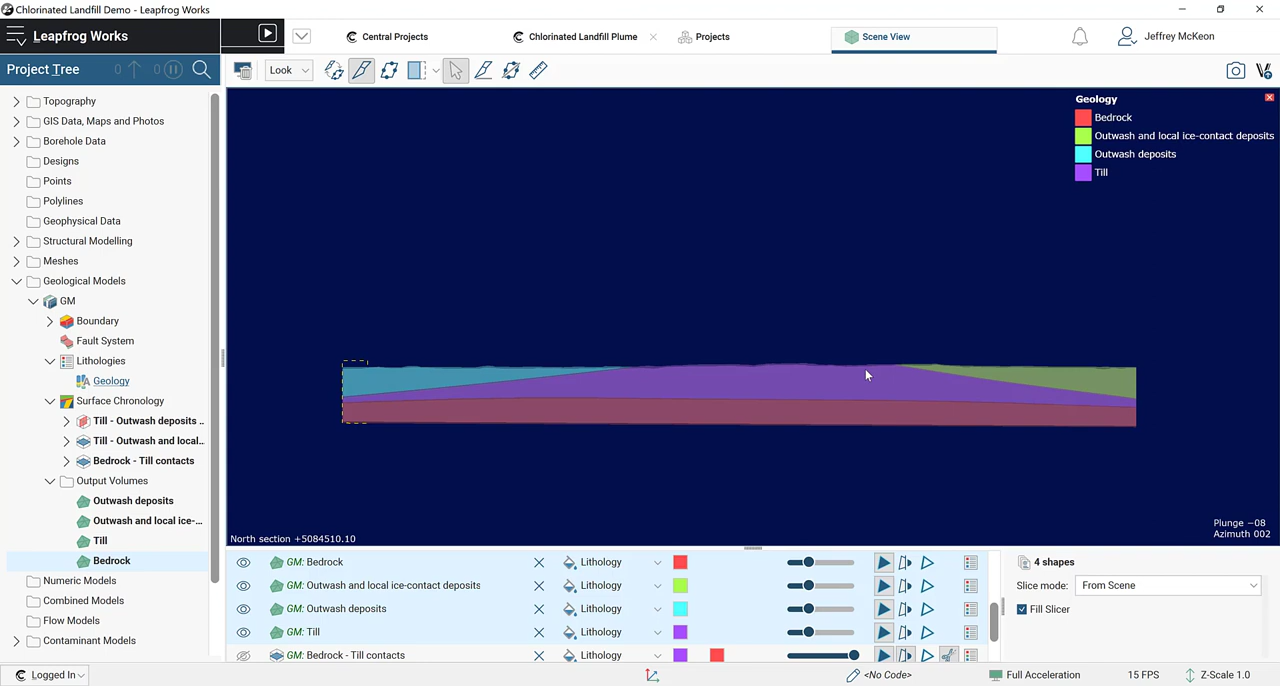 Chlorinated Landfill Demo - Leapfrog Works
Leapfrog Works
Central Projects
Chlorinated Landfill Plume
Projects
Scene View
Jeffrey McKeon
Project Tree
0
0
Look
Topography
GIS Data, Maps and Photos
Borehole Data
Designs
Points
Polylines
Geophysical Data
Structural Modelling
Meshes
Geological Models
GM
Boundary
Fault System
Lithologies
Geology
Surface Chronology
Till - Outwash deposits ..
Till - Outwash and local...
Bedrock - Till contacts
Output Volumes
Outwash deposits
Outwash and local ice-...
Till
Bedrock
Numeric Models
Combined Models
Flow Models
Contaminant Models
Geology
Bedrock
Outwash and local ice-contact deposits
Outwash deposits
Till
North section +5084510.10
Plunge −08
Azimuth 002
GM: Bedrock
Lithology
GM: Outwash and local ice-contact deposits
Lithology
GM: Outwash deposits
Lithology
GM: Till
Lithology
GM: Bedrock - Till contacts
Lithology
4 shapes
Slice mode:
From Scene
Fill Slicer
Logged In
<No Code>
Full Acceleration
15 FPS
Z-Scale 1.0